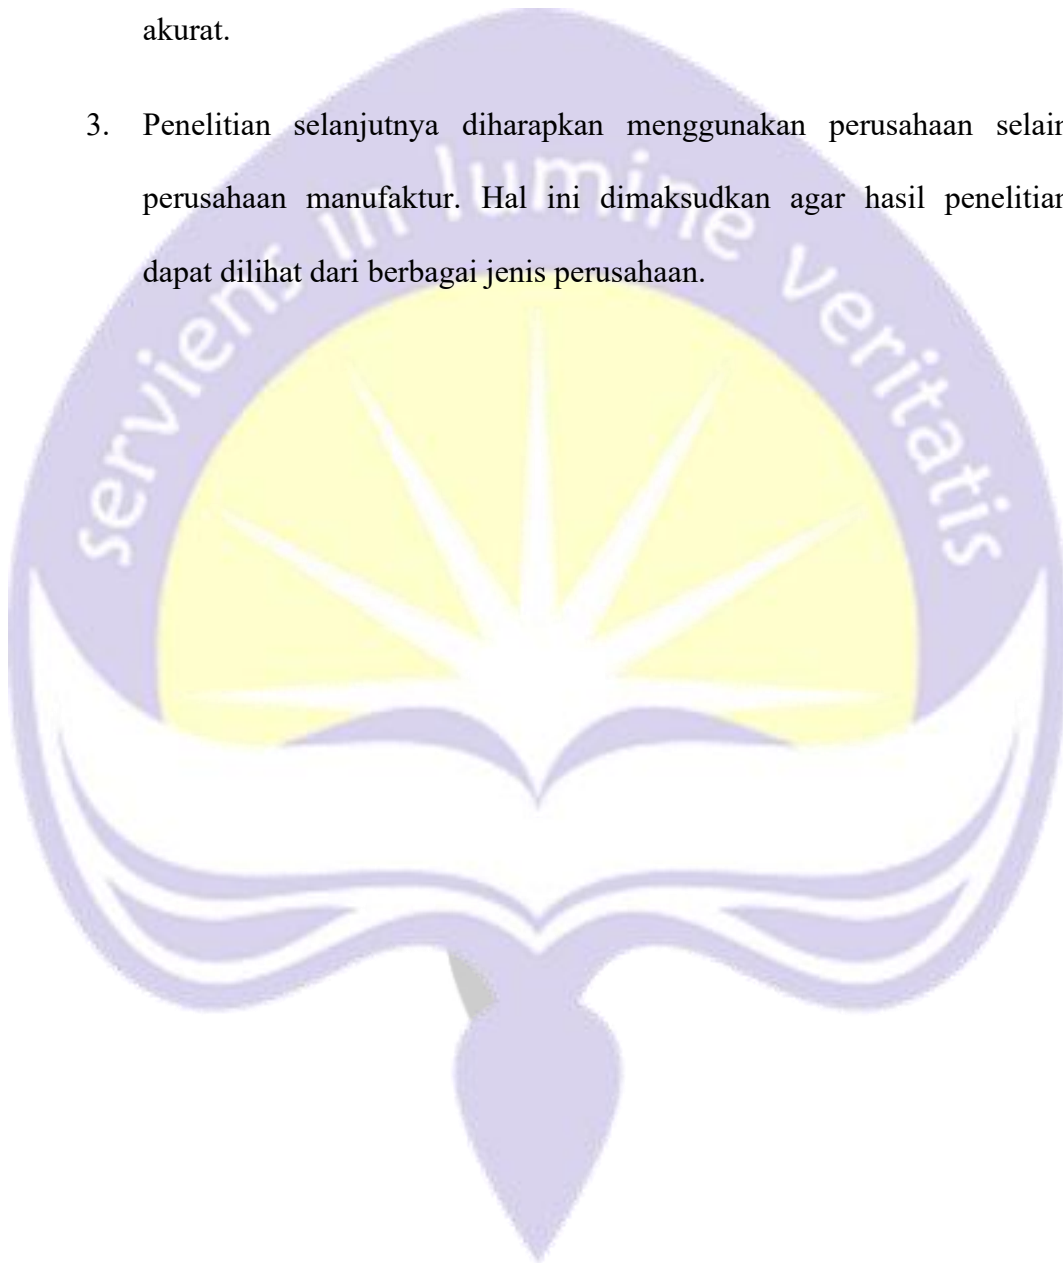 akurat.
3. Penelitian selanjutnya diharapkan menggunakan perusahaan selain
perusahaan manufaktur. Hal ini dimaksudkan agar hasil penelitian
dapat dilihat dari berbagai jenis perusahaan.
serviens in lumine veritatis